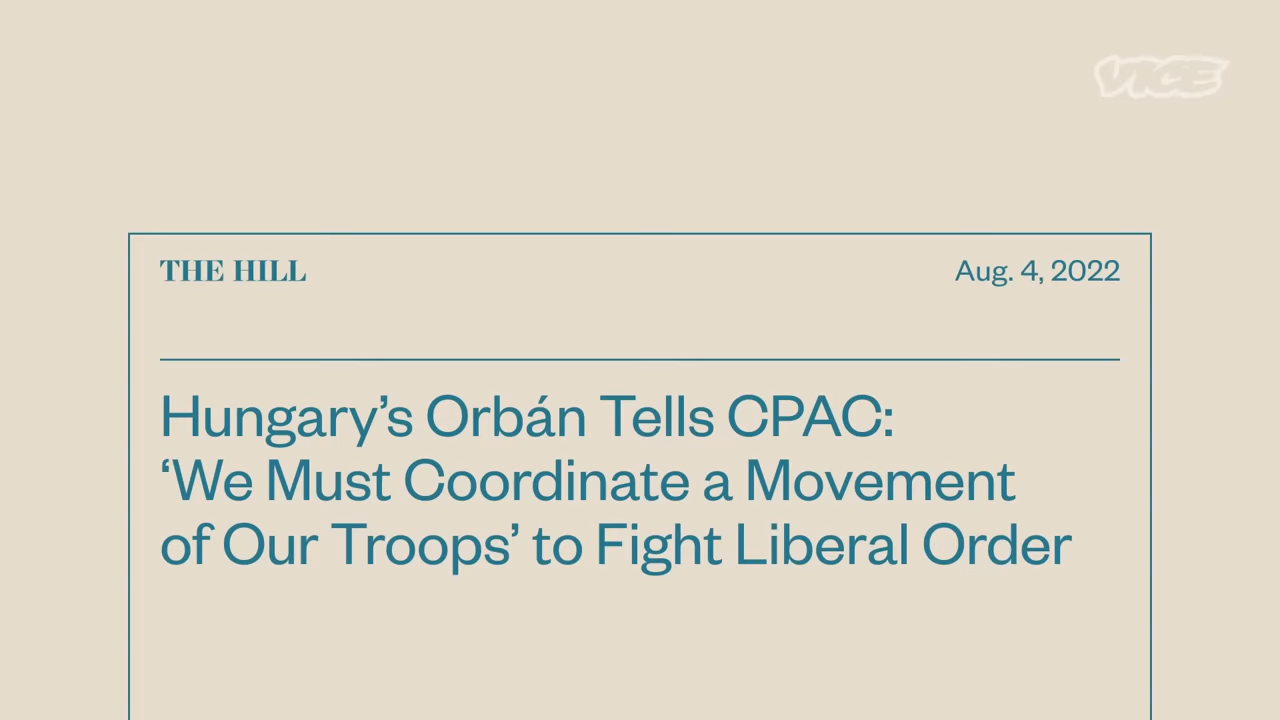 VICE
THE HILL
Aug. 4, 2022
Hungary’s Orbán Tells CPAC:
‘We Must Coordinate a Movement
of Our Troops’ to Fight Liberal Order